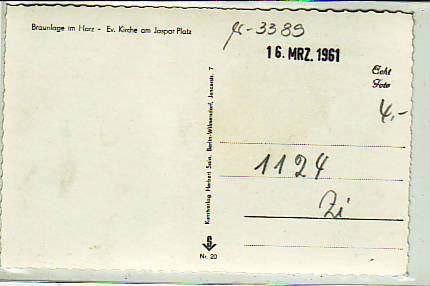 Braunlage im Harz - Ev. Kirche am Jaspar Platz
-3389
16. MRZ. 1961
Echt
Foto
4,-
1124
Zi
Kunstverlag Herbert Sala, Berlin-Wilmersdorf, Jenaerstr. 7
S
Nr. 20